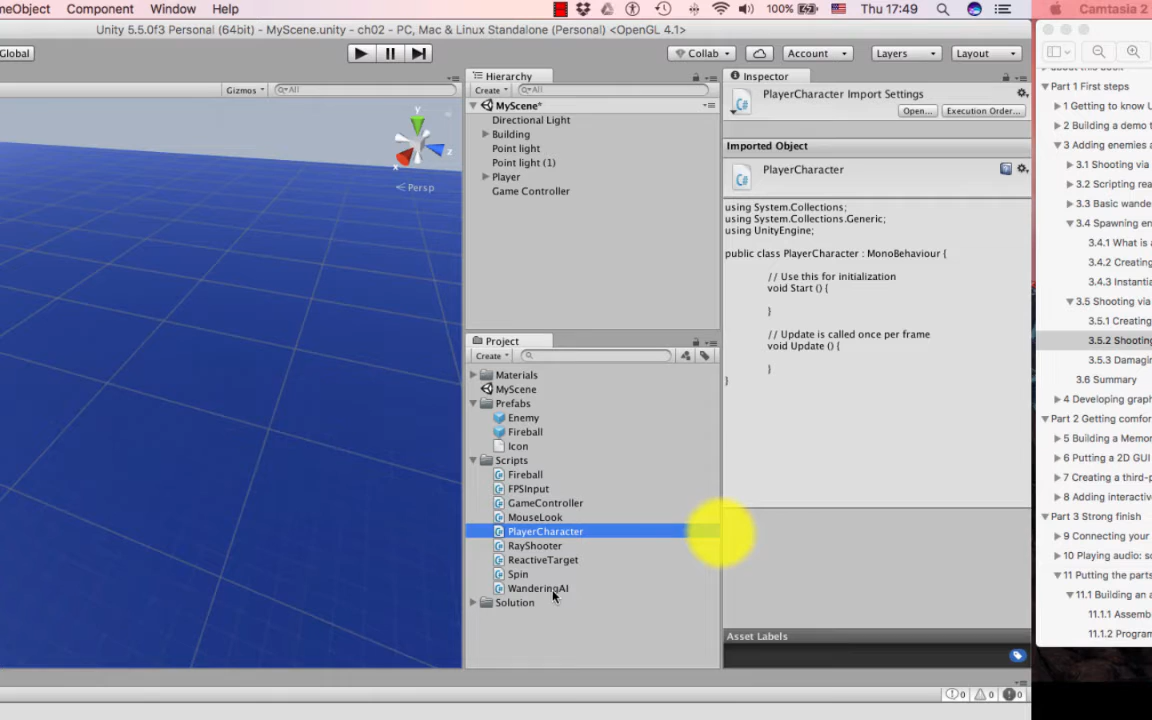 meObject Component Window Help 100% Thu 17:49 Camtasia 2
Unity 5.5.0f3 Personal (64bit) - MyScene.unity - ch02 - PC, Mac & Linux Standalone (Personal) <OpenGL 4.1>
Global Collab Account Layers Layout
Gizmos All
y
z
x
Persp
Hierarchy
Create All
MyScene*
Directional Light
Building
Point light
Point light (1)
Player
Game Controller
Project
Create
Materials
MyScene
Prefabs
Enemy
Fireball
Icon
Scripts
Fireball
FPSInput
GameController
MouseLook
PlayerCharacter
RayShooter
ReactiveTarget
Spin
WanderingAI
Solution
Inspector
PlayerCharacter Import Settings
Open... Execution Order...
Imported Object
PlayerCharacter
using System.Collections;
using System.Collections.Generic;
using UnityEngine;
public class PlayerCharacter : MonoBehaviour {
// Use this for initialization
void Start () {
}
// Update is called once per frame
void Update () {
}
}
Asset Labels
0 0 0
Part 1 First steps
1 Getting to know U
2 Building a demo t
3 Adding enemies a
3.1 Shooting via
3.2 Scripting rea
3.3 Basic wande
3.4 Spawning en
3.4.1 What is a
3.4.2 Creating
3.4.3 Instantia
3.5 Shooting via
3.5.1 Creating
3.5.2 Shooting
3.5.3 Damagin
3.6 Summary
4 Developing graph
Part 2 Getting comfor
5 Building a Memor
6 Putting a 2D GUI
7 Creating a third-p
8 Adding interactiv
Part 3 Strong finish
9 Connecting your
10 Playing audio: so
11 Putting the parts
11.1 Building an a
11.1.1 Assemb
11.1.2 Program